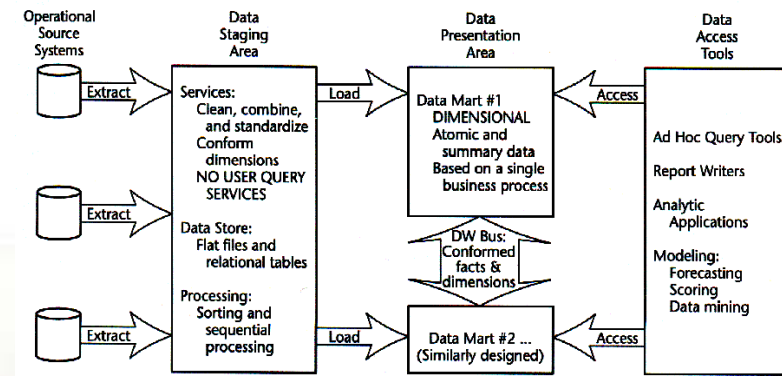 Operational
Source
Systems
Data
Staging
Area
Data
Presentation
Area
Data
Access
Tools
Extract
Extract
Extract
Services:
Clean, combine,
and standardize
Conform
dimensions
NO USER QUERY
SERVICES
Data Store:
Flat files and
relational tables
Processing:
Sorting and
sequential
processing
Load
Load
Data Mart #1
DIMENSIONAL
Atomic and
summary data
Based on a single
business process
DW Bus:
Conformed
facts &
dimensions
Data Mart #2 ...
(Similarly designed)
Access
Access
Ad Hoc Query Tools
Report Writers
Analytic
Applications
Modeling:
Forecasting
Scoring
Data mining